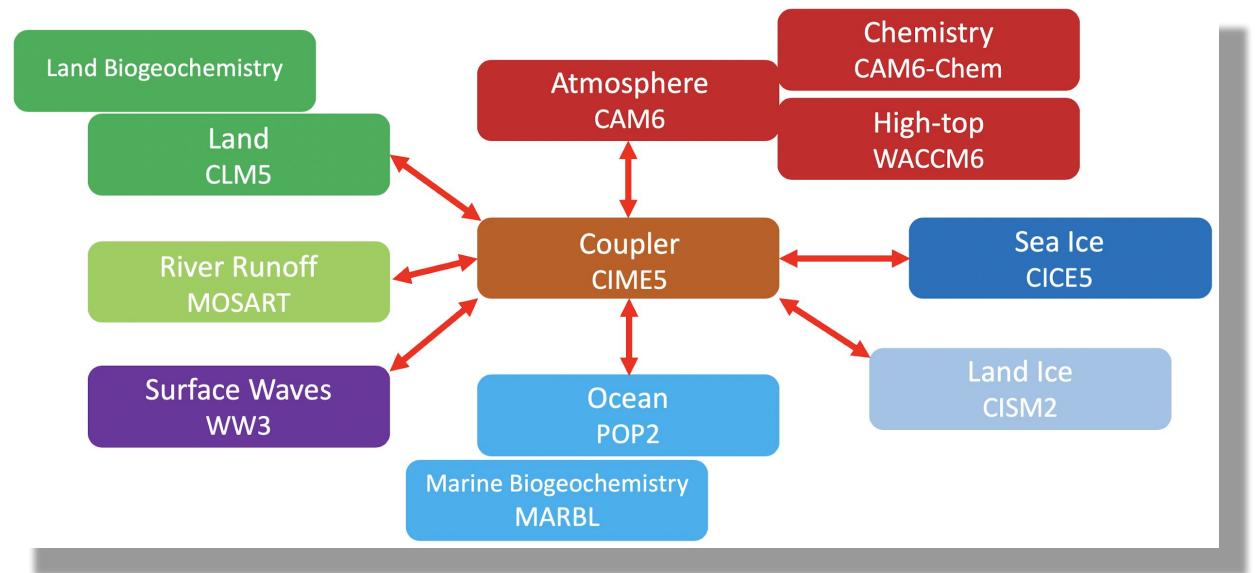 Land Biogeochemistry
Land
CLM5
Atmosphere
CAM6
Chemistry
CAM6-Chem
High-top
WACCM6
River Runoff
MOSART
Coupler
CIME5
Sea Ice
CICE5
Surface Waves
WW3
Ocean
POP2
Land Ice
CISM2
Marine Biogeochemistry
MARBL